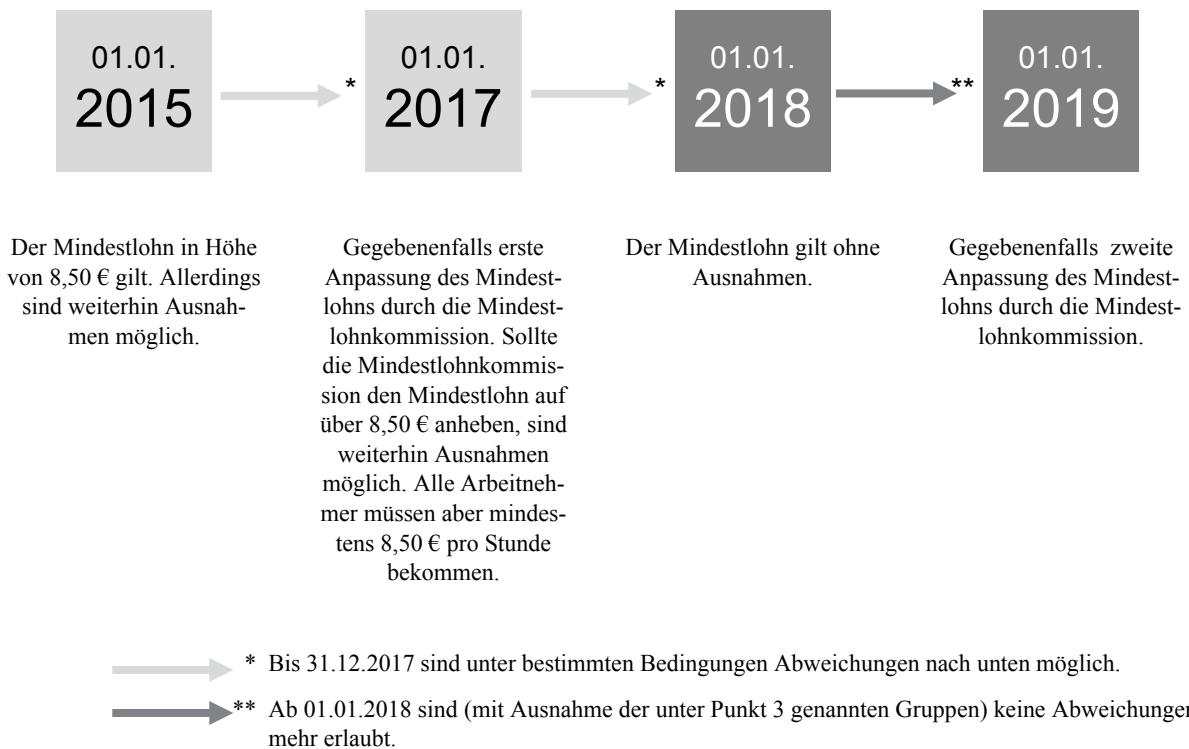 01.01.
2015
*
01.01.
2017
*
01.01.
2018
**
01.01.
2019
Der Mindestlohn in Höhe
von 8,50 € gilt. Allerdings
sind weiterhin Ausnah-
men möglich.
Gegebenenfalls erste
Anpassung des Mindest-
lohns durch die Mindest-
lohnkommission. Sollte
die Mindestlohnkommis-
sion den Mindestlohn auf
über 8,50 € anheben, sind
weiterhin Ausnahmen
möglich. Alle Arbeitneh-
mer müssen aber mindes-
tens 8,50 € pro Stunde
bekommen.
Der Mindestlohn gilt ohne
Ausnahmen.
Gegebenenfalls zweite
Anpassung des Mindest-
lohns durch die Mindest-
lohnkommission.
* Bis 31.12.2017 sind unter bestimmten Bedingungen Abweichungen nach unten möglich.
** Ab 01.01.2018 sind (mit Ausnahme der unter Punkt 3 genannten Gruppen) keine Abweichungen
mehr erlaubt.